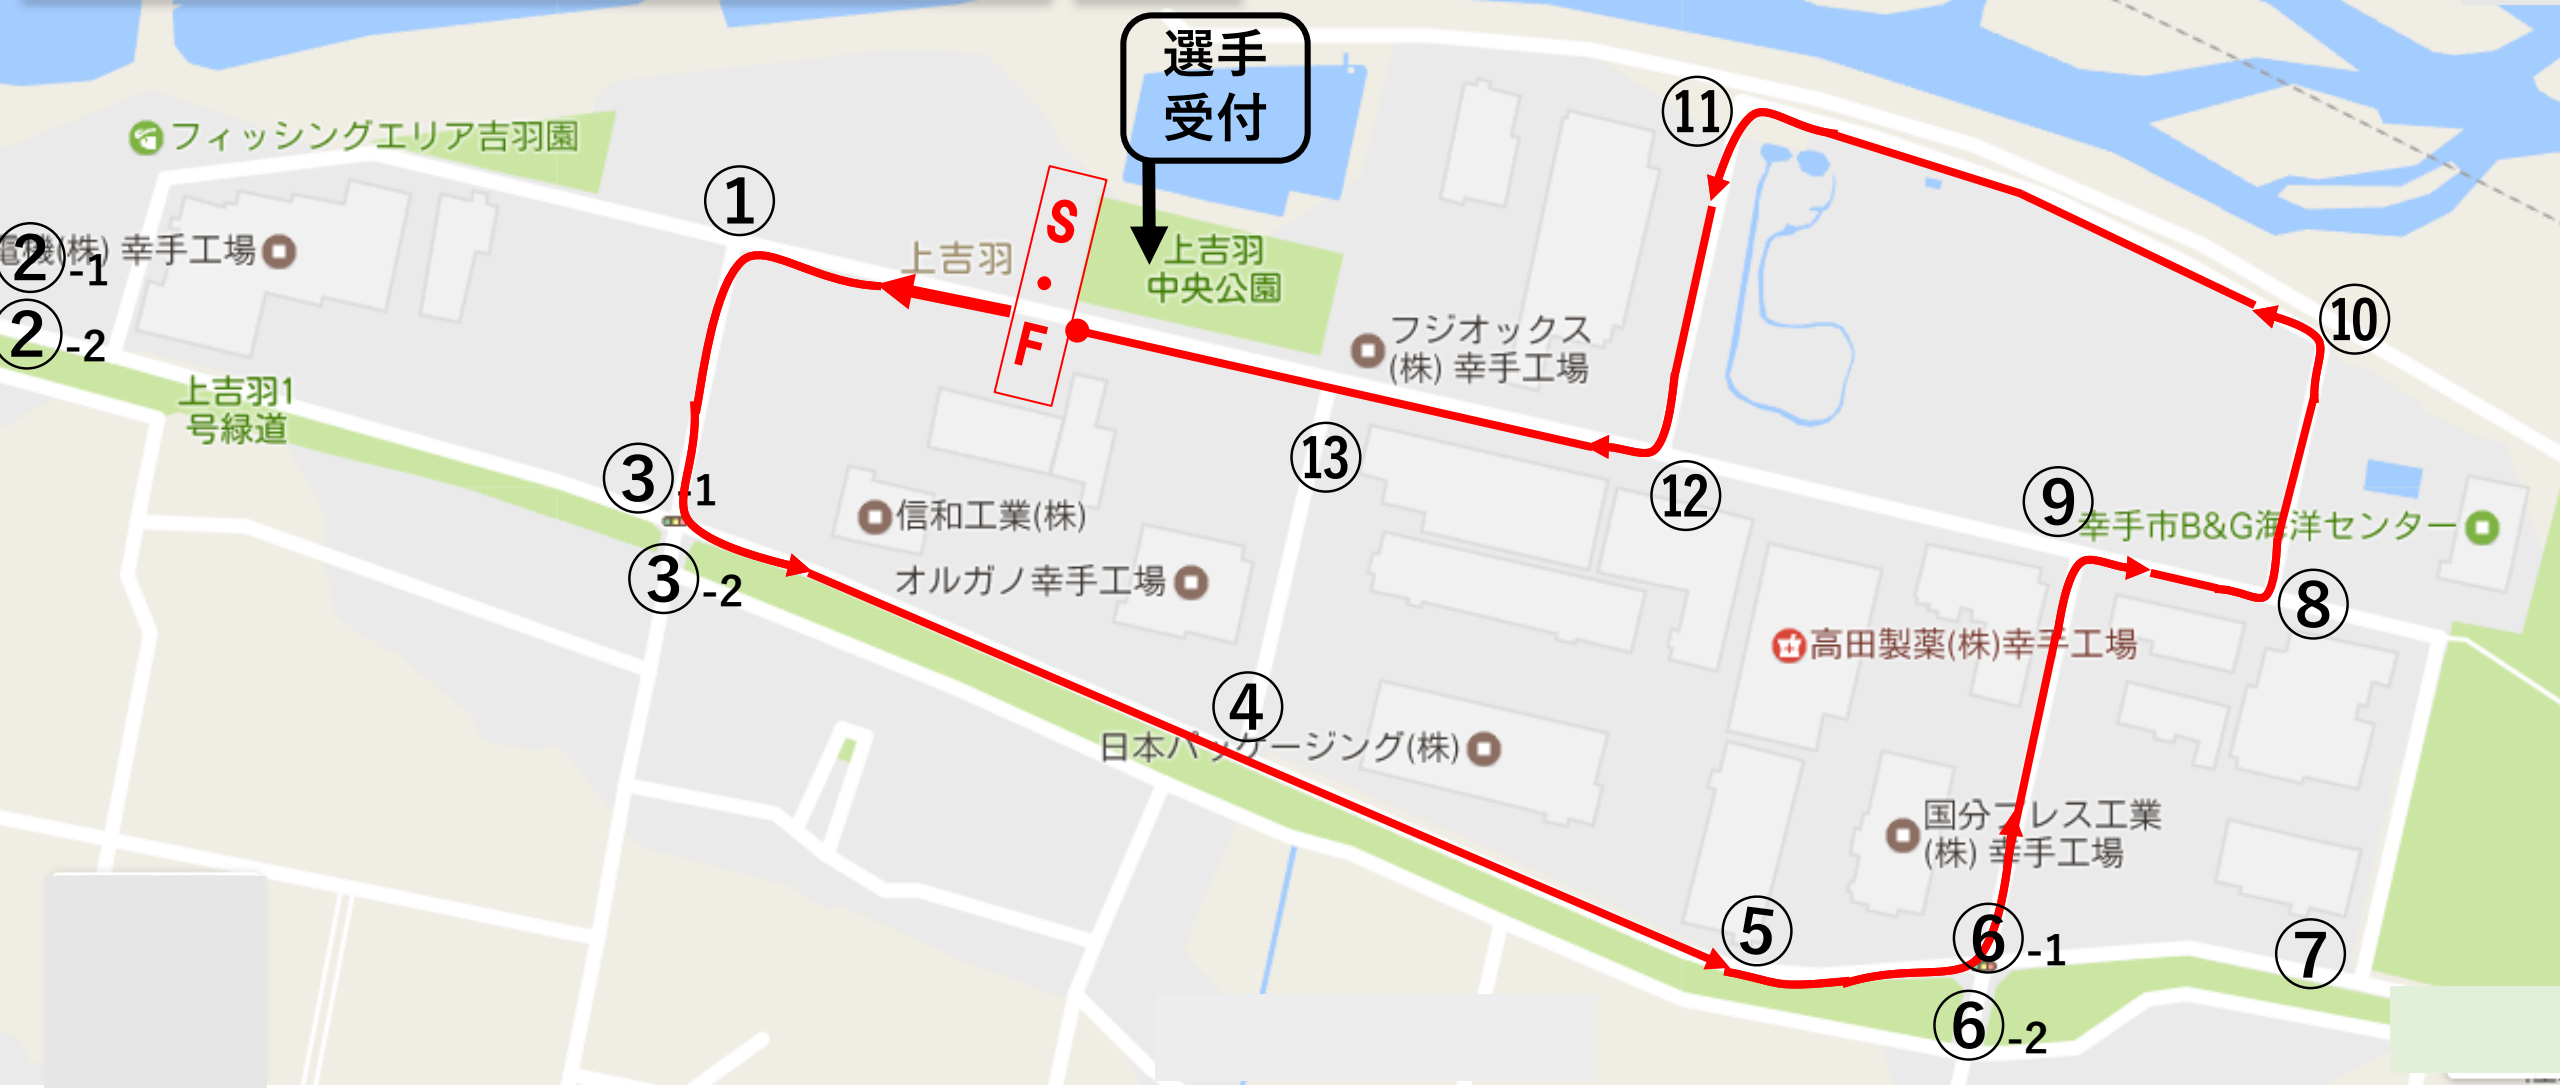 選手
受付
⑪
フィッシングエリア吉羽園
①
S
・
F
上吉羽
上吉羽
中央公園
②-1
電機(株) 幸手工場
②-2
⑩
フジオックス
(株) 幸手工場
上吉羽1
号緑道
⑬
③-1
⑫
⑨
幸手市B&G海洋センター
信和工業(株)
オルガノ幸手工場
③-2
⑧
高田製薬(株)幸手工場
④
日本パッケージング(株)
国分プレス工業
(株) 幸手工場
⑤
⑥-1
⑦
⑥-2